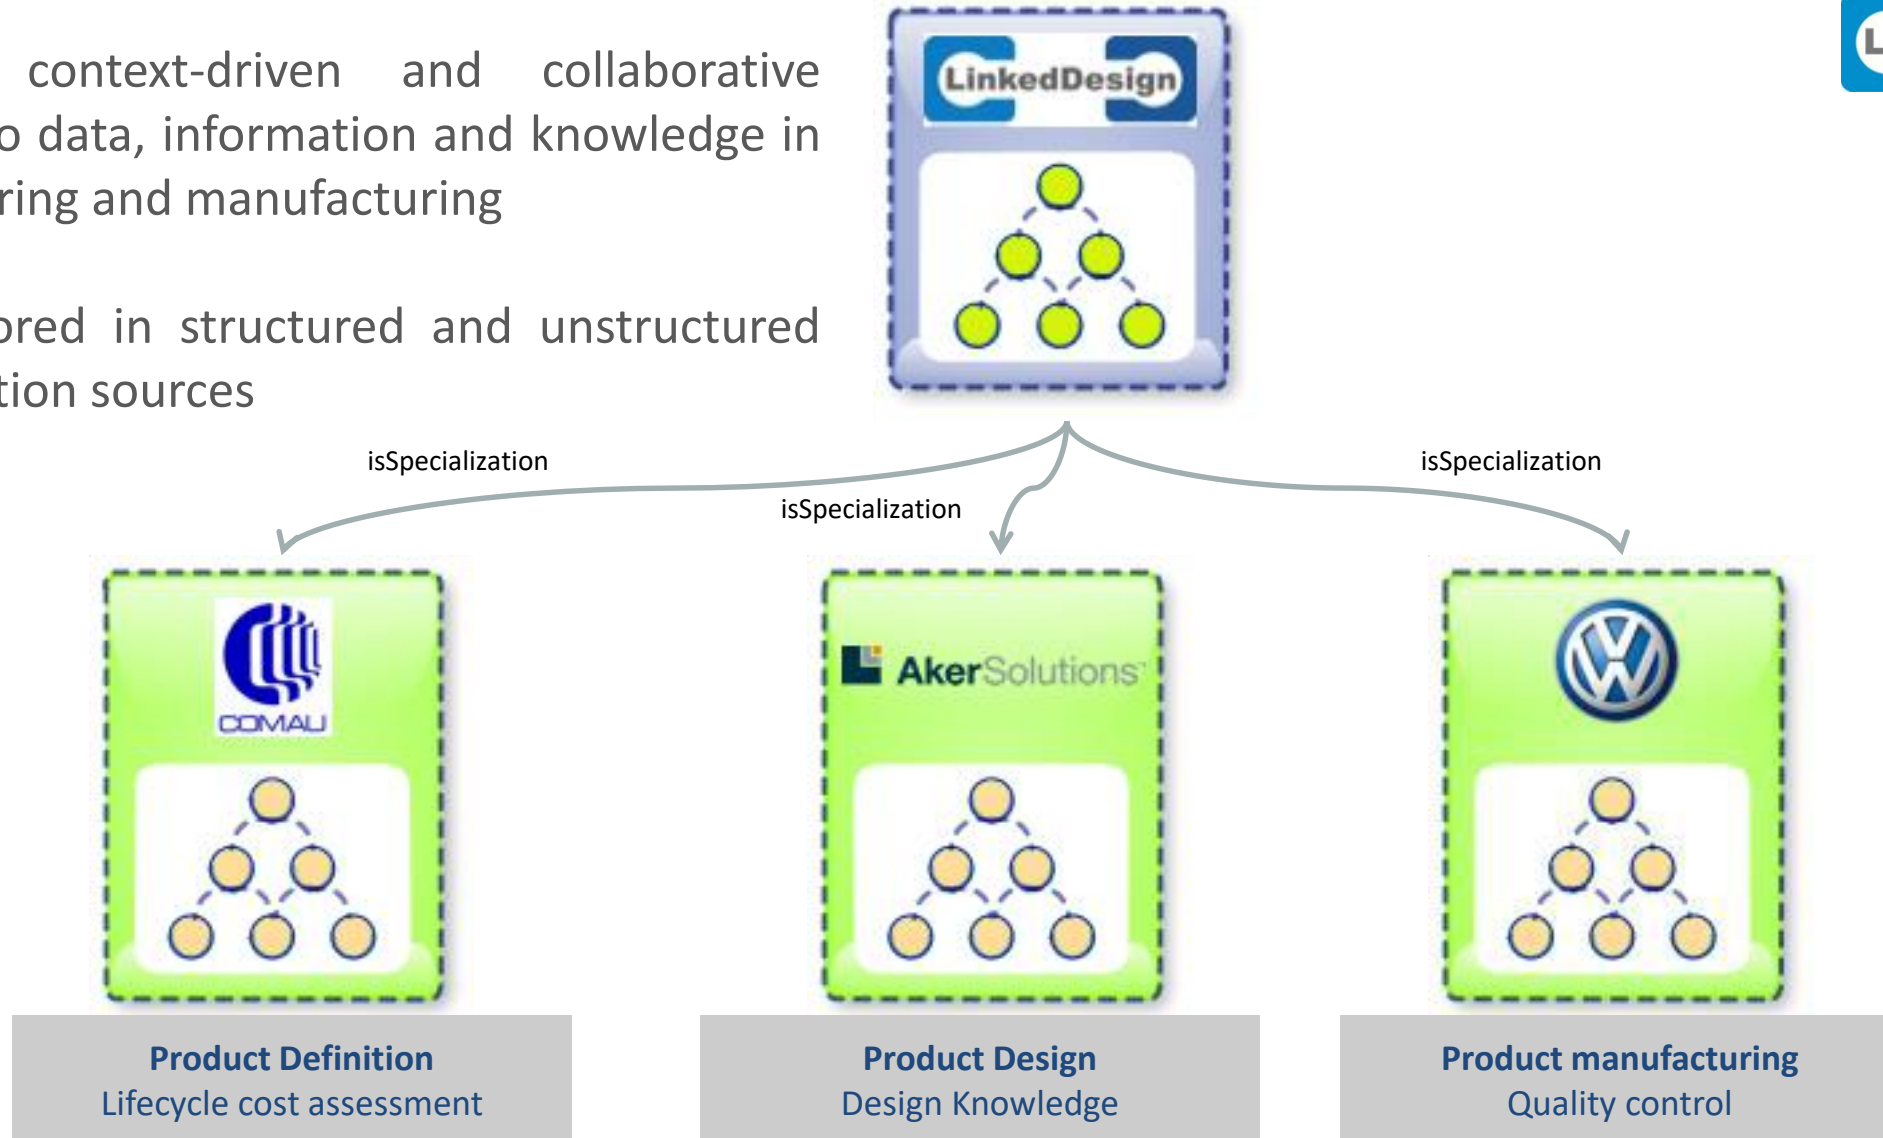 context-driven and collaborative
o data, information and knowledge in
ring and manufacturing
ored in structured and unstructured
tion sources
LinkedDesign
L
isSpecialization
isSpecialization
isSpecialization
COMAU
AkerSolutions
Product Definition
Lifecycle cost assessment
Product Design
Design Knowledge
Product manufacturing
Quality control